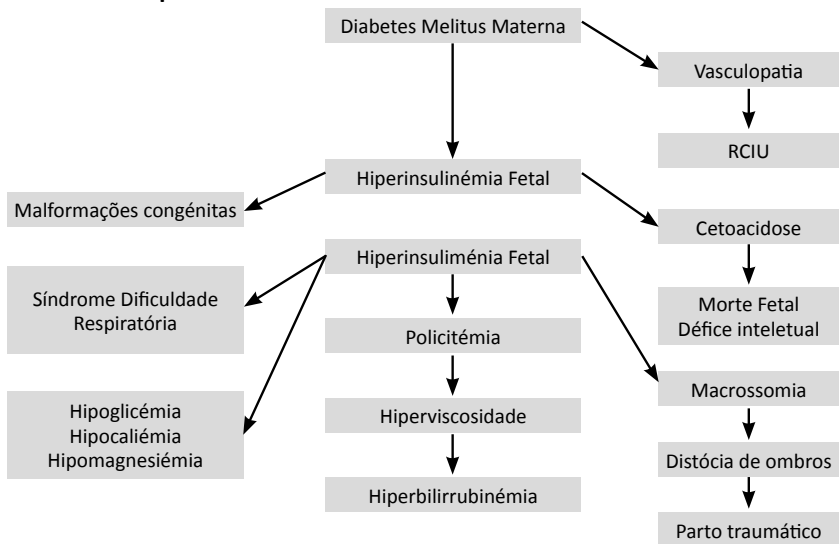 Diabetes Melitus Materna
Vasculopatia
RCIU
Hiperinsulinémia Fetal
Malformações congénitas
Cetoacidose
Hiperinsuliménia Fetal
Síndrome Dificuldade
Respiratória
Morte Fetal
Défice inteletual
Policitémia
Macrossomia
Hipoglicémia
Hipocaliémia
Hipomagnesiémia
Hiperviscosidade
Distócia de ombros
Hiperbilirrubinémia
Parto traumático